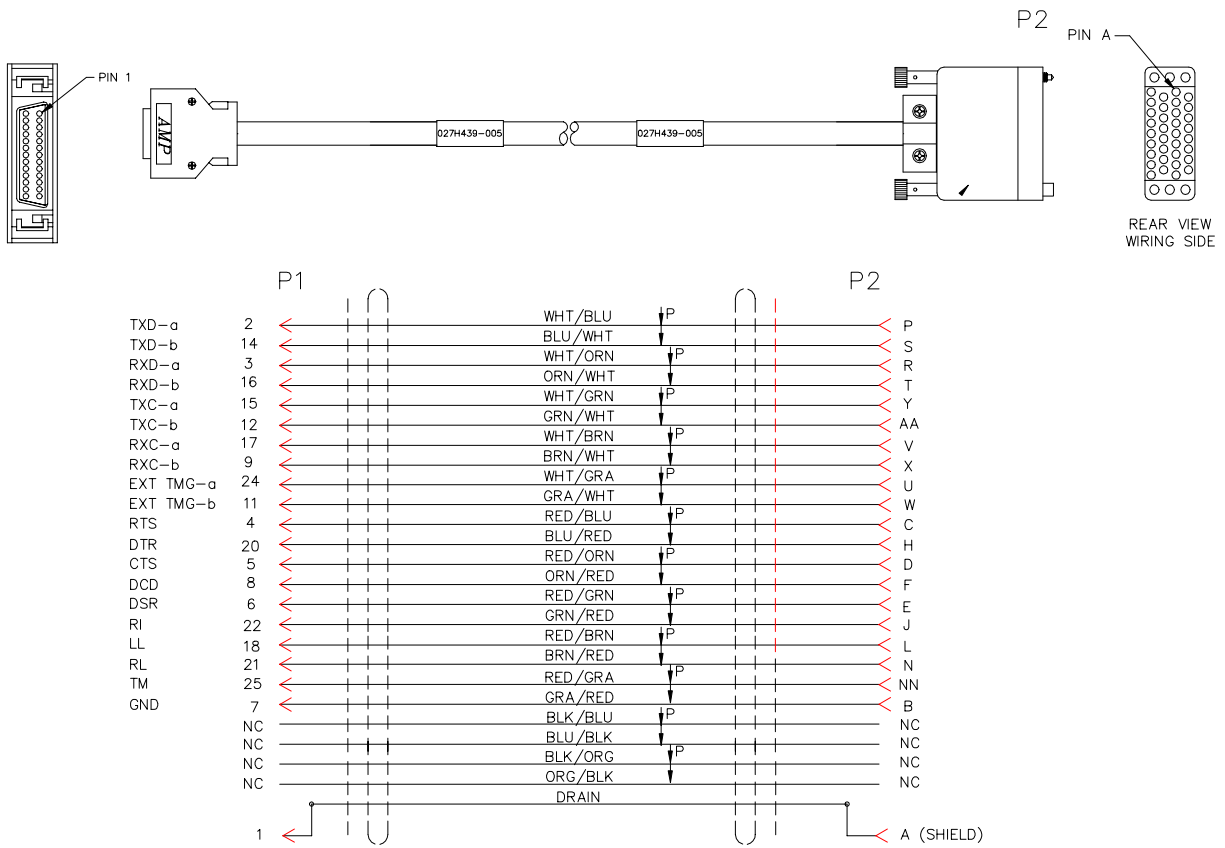 P2
PIN A
PIN 1
AMP
027H439-005
027H439-005
REAR VIEW
WIRING SIDE
P1 P2
TXD-a 2 WHT/BLU P P
TXD-b 14 BLU/WHT S
RXD-a 3 WHT/ORN P R
RXD-b 16 ORN/WHT T
TXC-a 15 WHT/GRN P Y
TXC-b 12 GRN/WHT AA
RXC-a 17 WHT/BRN P V
RXC-b 9 BRN/WHT X
EXT TMG-a 24 WHT/GRA P U
EXT TMG-b 11 GRA/WHT W
RTS 4 RED/BLU P C
DTR 20 BLU/RED H
CTS 5 RED/ORN P D
DCD 8 ORN/RED F
DSR 6 RED/GRN P E
RI 22 GRN/RED J
LL 18 RED/BRN P L
RL 21 BRN/RED N
TM 25 RED/GRA P NN
GND 7 GRA/RED B
NC BLK/BLU P NC
NC BLU/BLK NC
NC BLK/ORG P NC
NC ORG/BLK NC
DRAIN
1 A (SHIELD)